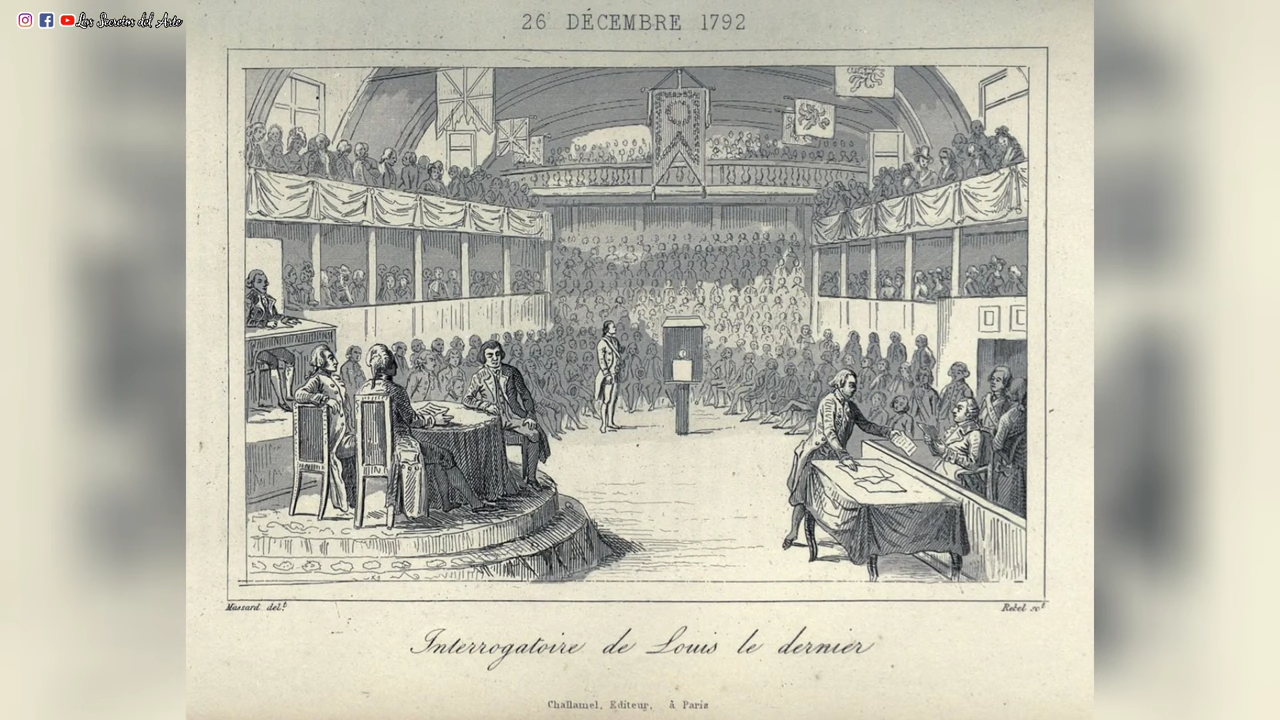 Los Secretos del Arte
26 DÉCEMBRE 1792
Massard del.t
Rebel sc.t
Interrogatoire de Louis le dernier
Challamel, Editeur, à Paris